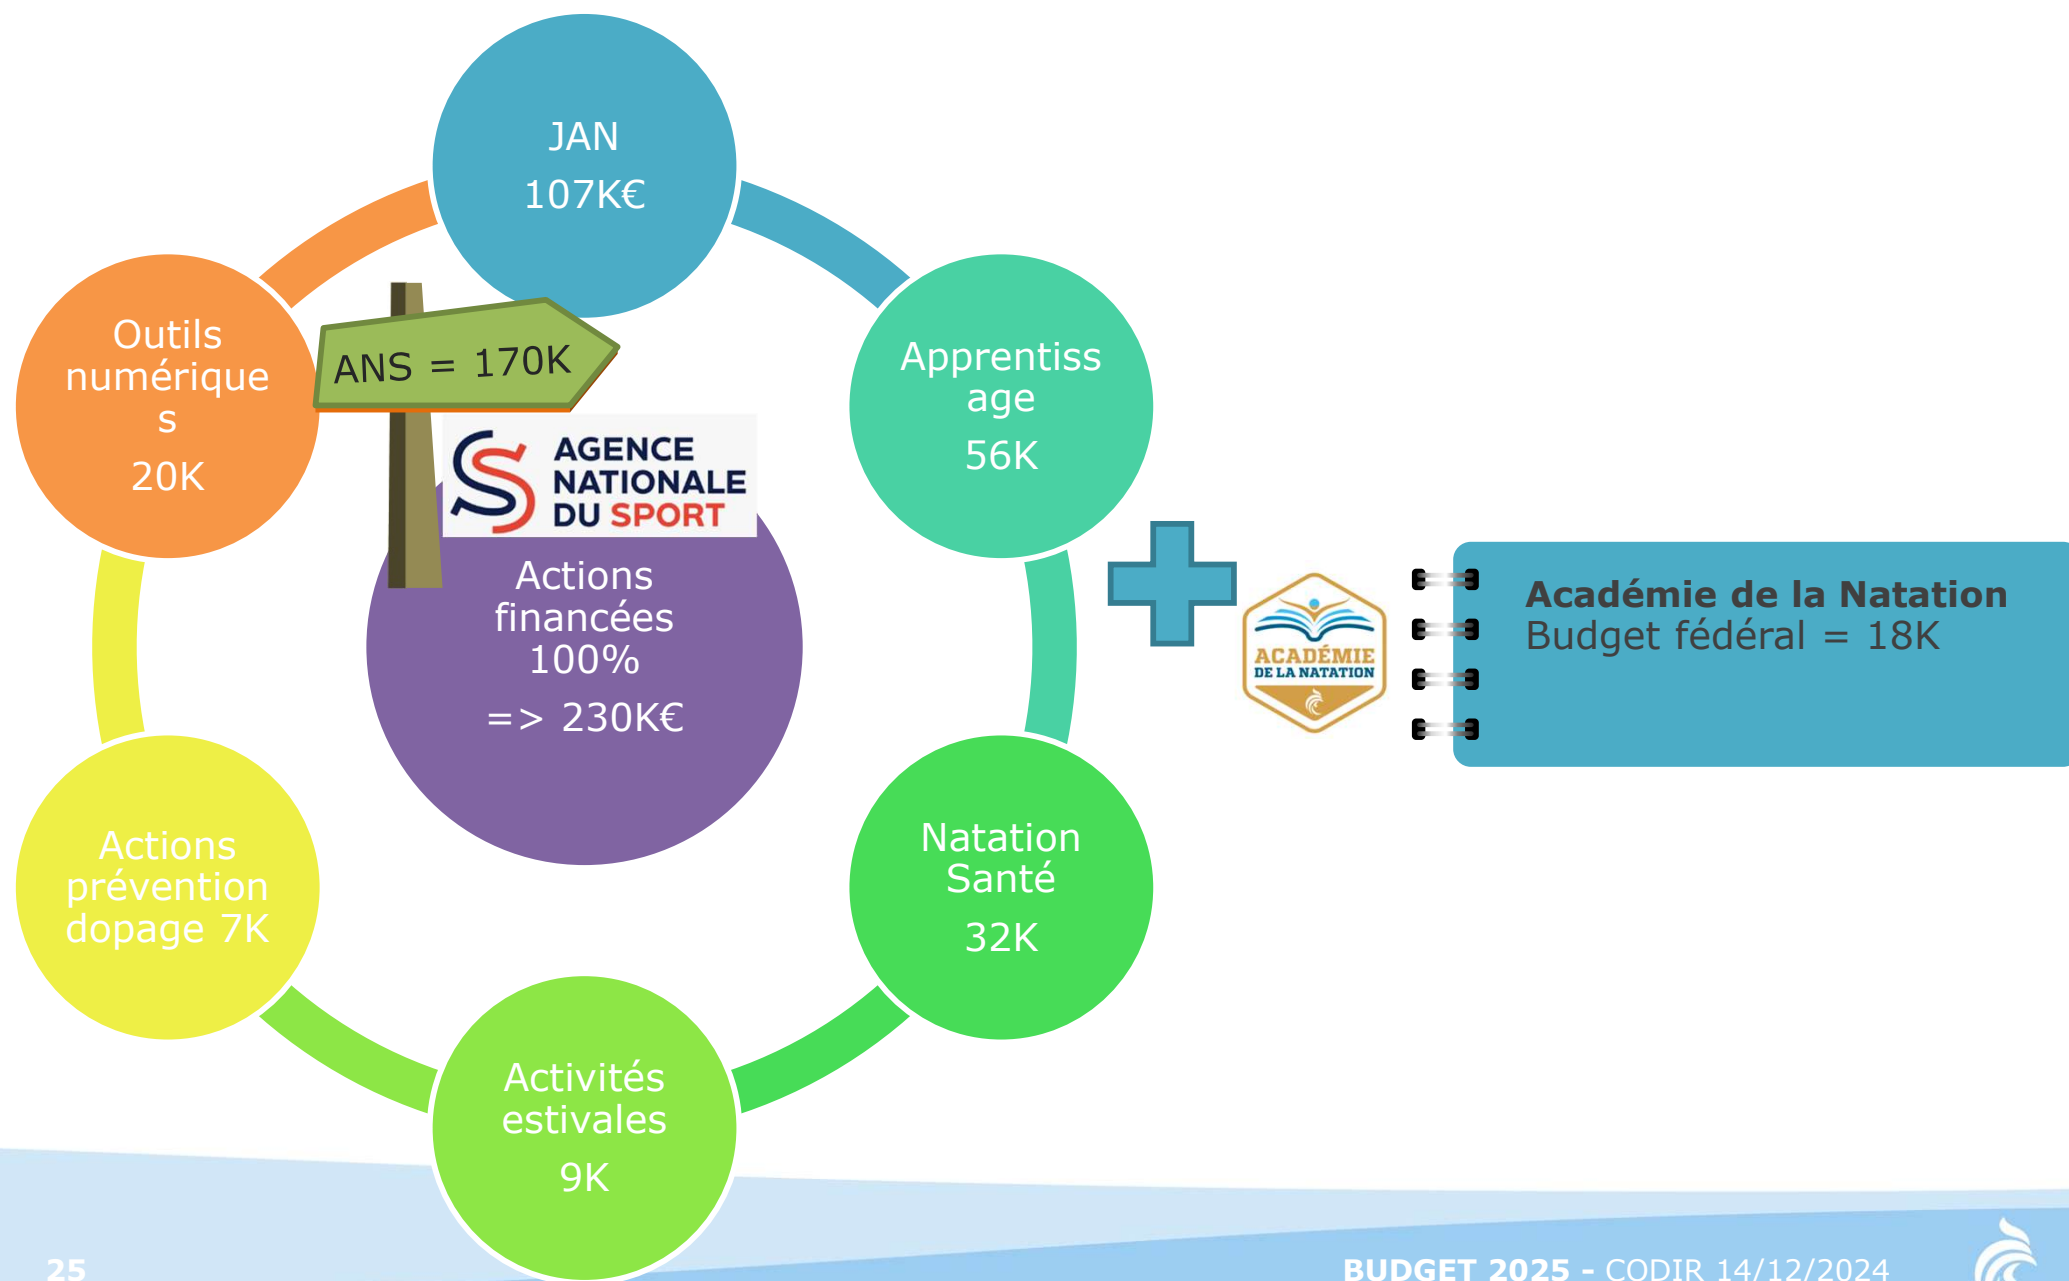 JAN
107K€
Outils
numérique
s
20K
ANS = 170K
Apprentiss
age
56K
AGENCE
NATIONALE
DU SPORT
Actions
financées
100%
=> 230K€
ACADÉMIE
DE LA NATATION
Académie de la Natation
Budget fédéral = 18K
Actions
prévention
dopage 7K
Natation
Santé
32K
Activités
estivales
9K
25
BUDGET 2025 - CODIR 14/12/2024